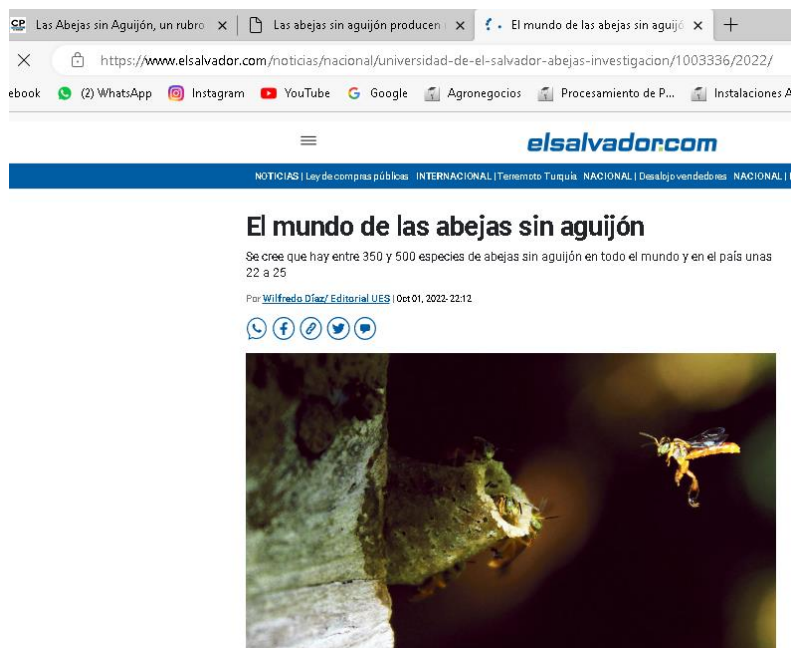 CP Las Abejas sin Aguijón, un rubro
Las abejas sin aguijón producen
El mundo de las abejas sin aguijó
https://www.elsalvador.com/noticias/nacional/universidad-de-el-salvador-abejas-investigacion/1003336/2022/
ebook (2) WhatsApp Instagram YouTube Google Agronegocios Procesamiento de P... Instalaciones A
elsalvador.com
NOTICIAS | Ley de compras públicas INTERNACIONAL | Terremoto Turquía NACIONAL | Desalojo vendedores NACIONAL |
El mundo de las abejas sin aguijón
Se cree que hay entre 350 y 500 especies de abejas sin aguijón en todo el mundo y en el país unas
22 a 25
Por Wilfredo Díaz/ Editorial UES | Oct 01, 2022- 22:12